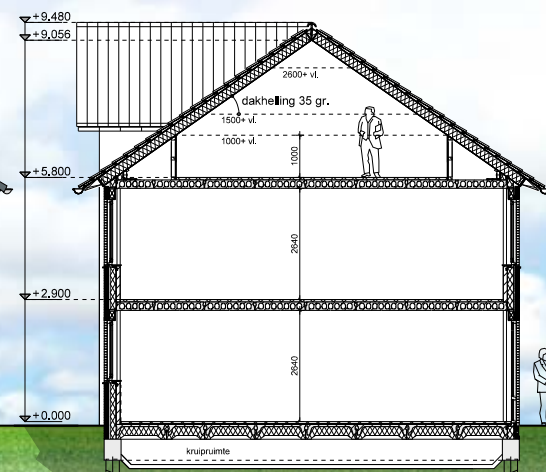 +9.480
+9.056
2600+ vl.
dakhelling 35 gr.
1500+ vl.
1000+ vl.
1000
+5.800
2640
+2.900
2640
+0.000
kruipruimte